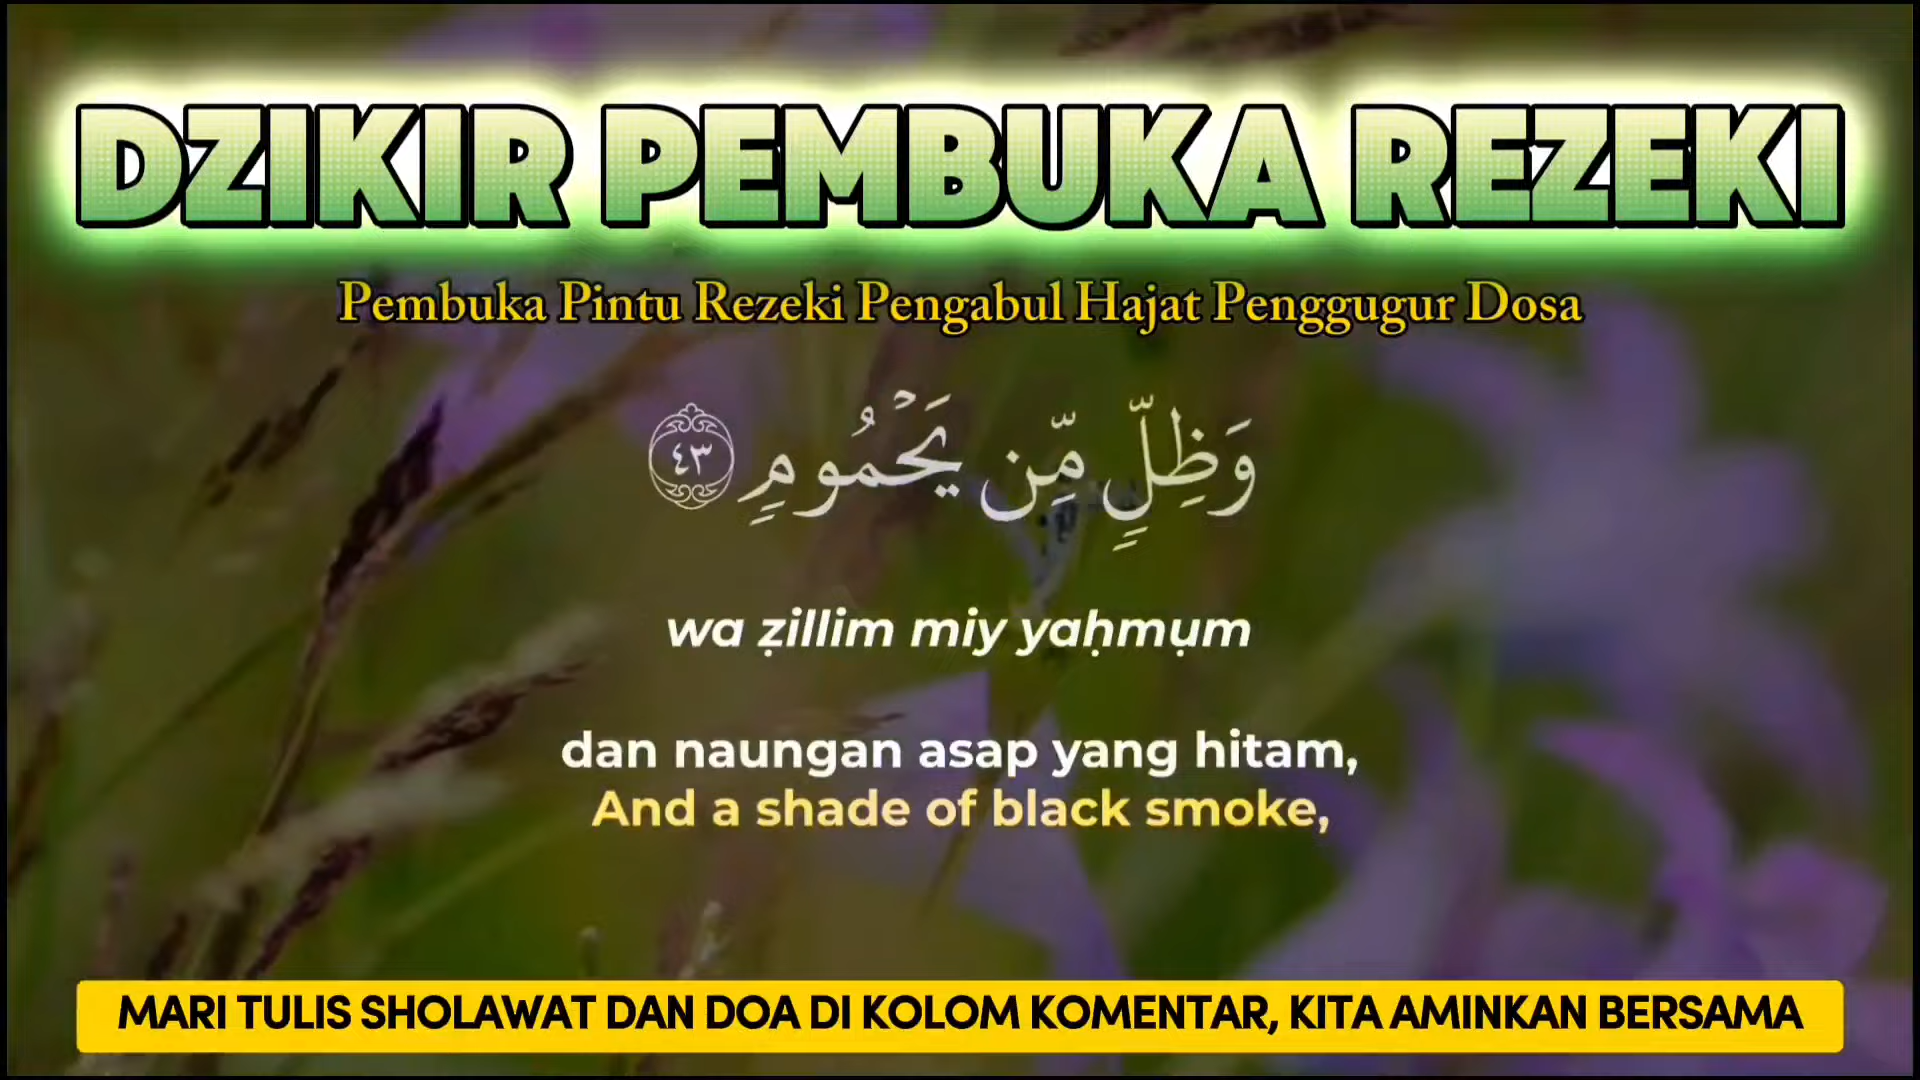 DZIKIR PEMBUKA REZEKI
Pembuka Pintu Rezeki Pengabul Hajat Penggugur Dosa
وَظِلٍّ مِّن يَحْمُومٍ ٤٣
wa ẓillim miy yaḥmụm
dan naungan asap yang hitam,
And a shade of black smoke,
MARI TULIS SHOLAWAT DAN DOA DI KOLOM KOMENTAR, KITA AMINKAN BERSAMA